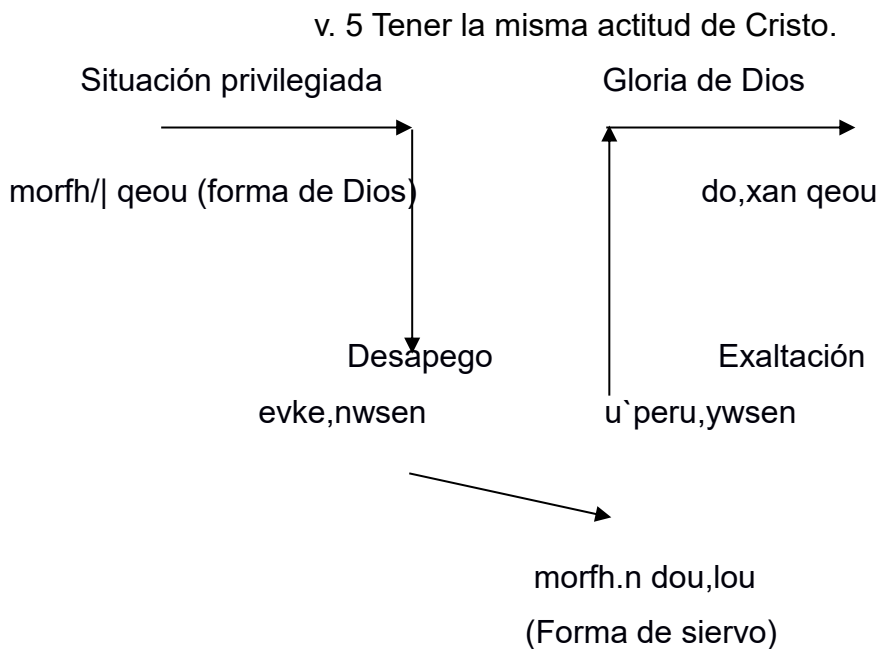 v. 5 Tener la misma actitud de Cristo.
Situación privilegiada Gloria de Dios
morfh/| qeou (forma de Dios) do,xan qeou
Desapego Exaltación
evke,nwsen u`peru,ywsen
morfh.n dou,lou
(Forma de siervo)